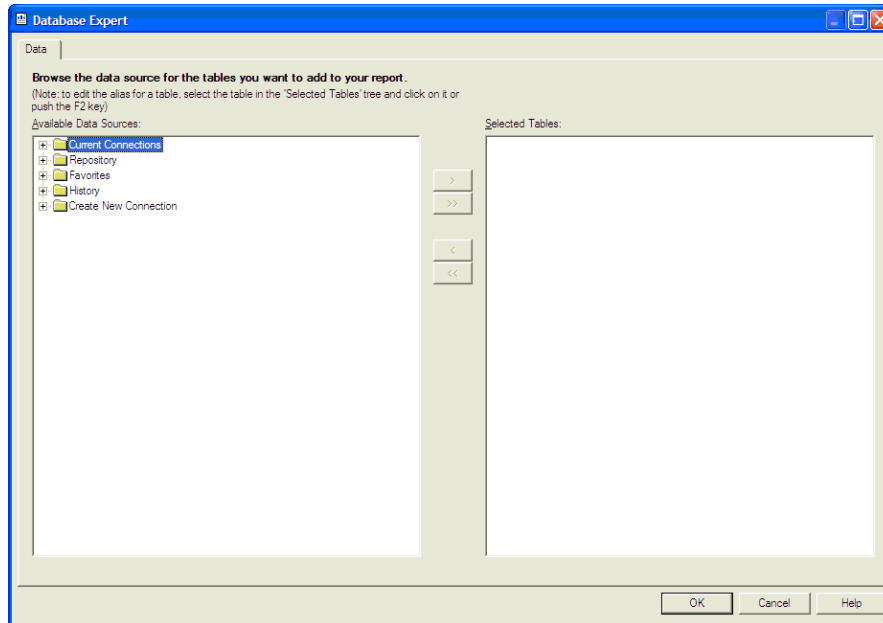 Database Expert
Data
Browse the data source for the tables you want to add to your report.
(Note: to edit the alias for a table, select the table in the 'Selected Tables' tree and click on it or
push the F2 key)
Available Data Sources:
Selected Tables:
Current Connections
Repository
Favorites
History
Create New Connection
>
>>
<
<<
OK
Cancel
Help